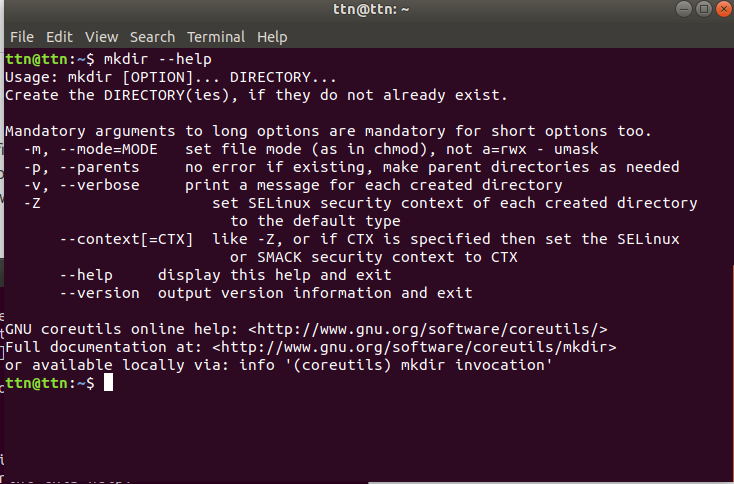 ttn@ttn: ~
File Edit View Search Terminal Help
ttn@ttn:~$ mkdir --help
Usage: mkdir [OPTION]... DIRECTORY...
Create the DIRECTORY(ies), if they do not already exist.

Mandatory arguments to long options are mandatory for short options too.
  -m, --mode=MODE   set file mode (as in chmod), not a=rwx - umask
  -p, --parents     no error if existing, make parent directories as needed
  -v, --verbose     print a message for each created directory
  -Z                   set SELinux security context of each created directory
                         to the default type
      --context[=CTX]  like -Z, or if CTX is specified then set the SELinux
                         or SMACK security context to CTX
      --help     display this help and exit
      --version  output version information and exit

GNU coreutils online help: <http://www.gnu.org/software/coreutils/>
Full documentation at: <http://www.gnu.org/software/coreutils/mkdir>
or available locally via: info '(coreutils) mkdir invocation'
ttn@ttn:~$